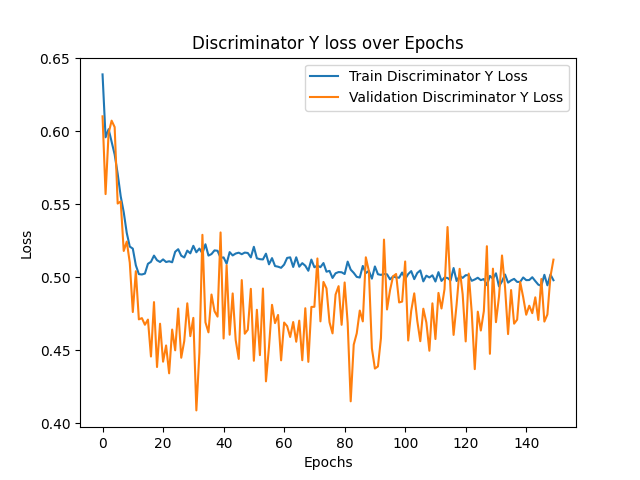 Discriminator Y loss over Epochs
Train Discriminator Y Loss
Validation Discriminator Y Loss
0.65
0.60
0.55
0.50
0.45
0.40
Loss
0 20 40 60 80 100 120 140
Epochs